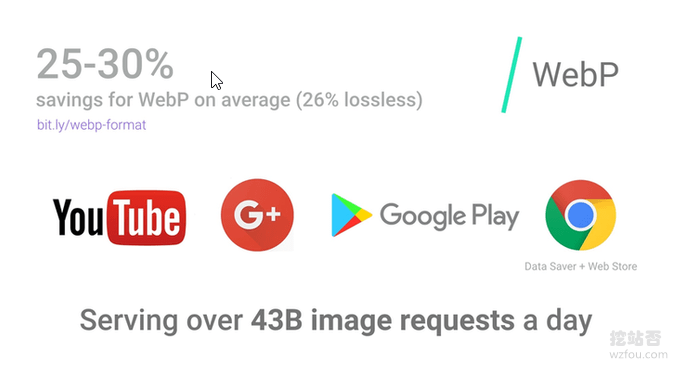 25-30%
savings for WebP on average (26% lossless)
bit.ly/webp-format
WebP
YouTube
G+
Google Play
Data Saver + Web Store
Serving over 43B image requests a day
挖站否
wzfou.com